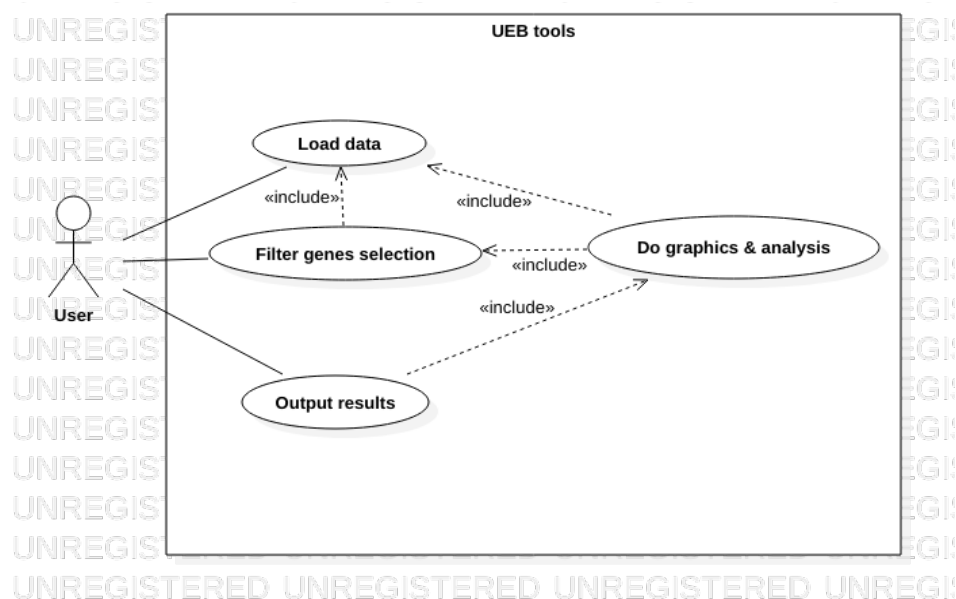 UEB tools
Load data
«include»
«include»
Filter genes selection
Do graphics & analysis
«include»
User
«include»
Output results
UNREGISTERED UNREGISTERED UNREGISTERED UNREGIS